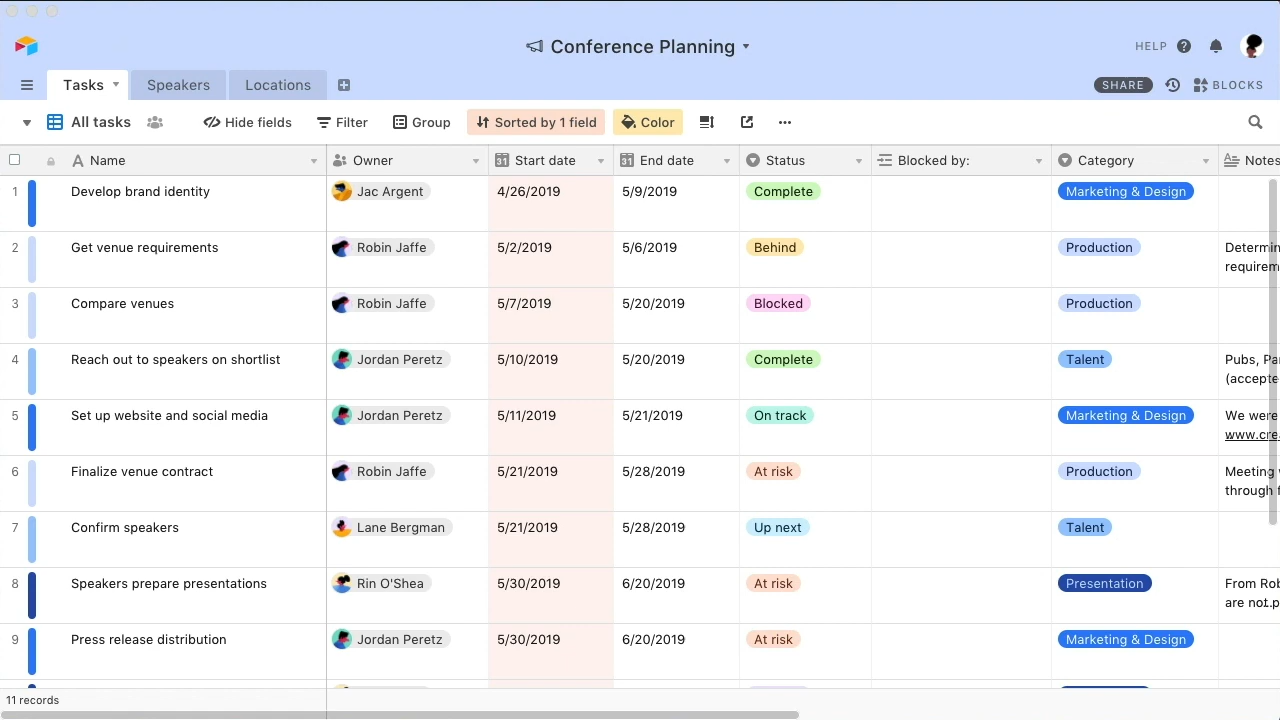 Conference Planning
HELP
Tasks
Speakers
Locations
SHARE
BLOCKS
All tasks
Hide fields
Filter
Group
Sorted by 1 field
Color
Name
Owner
Start date
End date
Status
Blocked by:
Category
Notes
1 Develop brand identity Jac Argent 4/26/2019 5/9/2019 Complete Marketing & Design
2 Get venue requirements Robin Jaffe 5/2/2019 5/6/2019 Behind Production
requirem
3 Compare venues Robin Jaffe 5/7/2019 5/20/2019 Blocked Production
4 Reach out to speakers on shortlist Jordan Peretz 5/10/2019 5/20/2019 Complete Talent Pubs,
(accepte
5 Set up website and social media Jordan Peretz 5/11/2019 5/21/2019 On track Marketing & Design We were
www.cre
6 Finalize venue contract Robin Jaffe 5/21/2019 5/28/2019 At risk Production Meeting
through
7 Confirm speakers Lane Bergman 5/21/2019 5/28/2019 Up next Talent
8 Speakers prepare presentations Rin O'Shea 5/30/2019 6/20/2019 At risk Presentation From Rob
are not
9 Press release distribution Jordan Peretz 5/30/2019 6/20/2019 At risk Marketing & Design
11 records